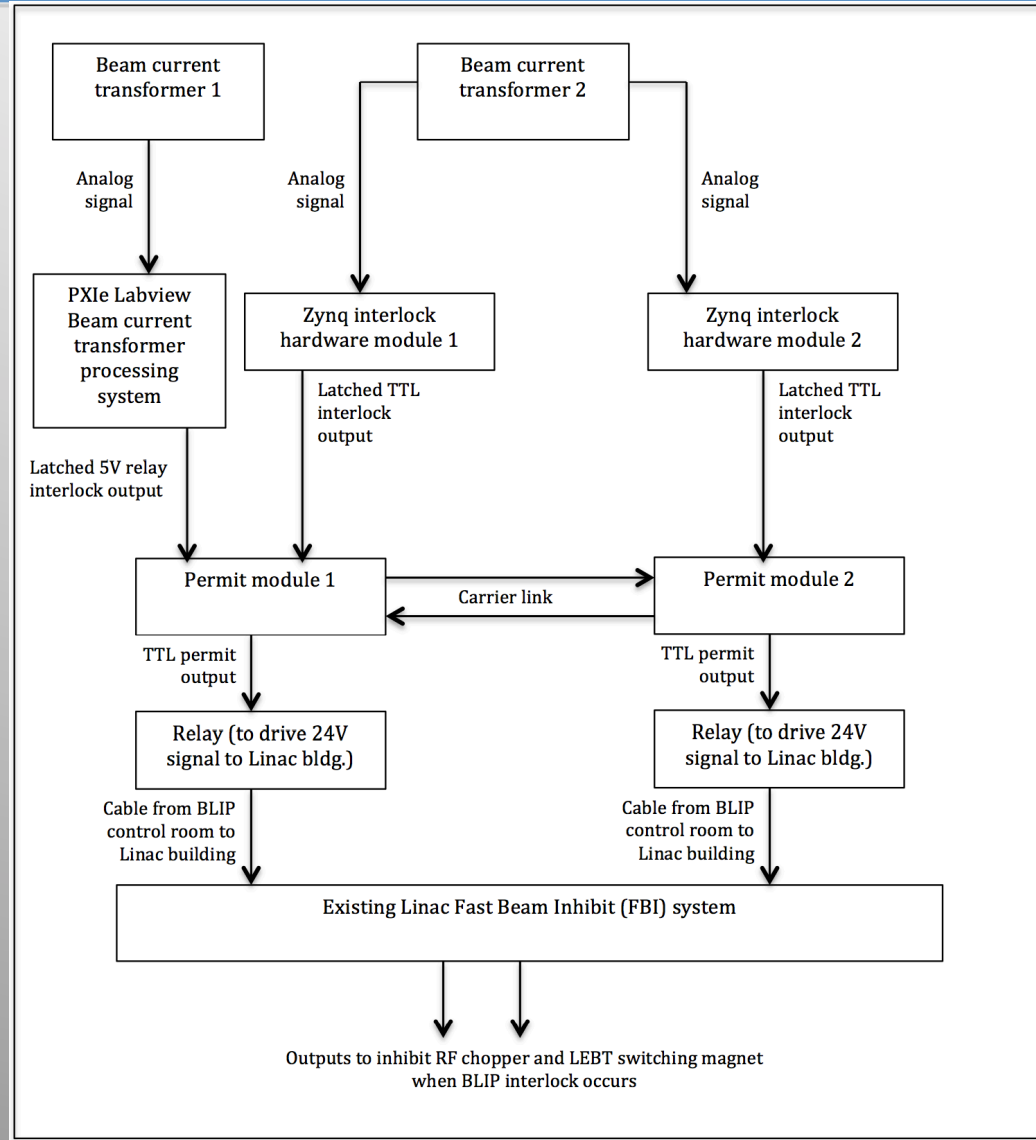 Beam current
transformer 1
Beam current
transformer 2
Analog
signal
Analog
signal
Analog
signal
PXIe Labview
Beam current
transformer
processing
system
Zynq interlock
hardware module 1
Zynq interlock
hardware module 2
Latched TTL
interlock
output
Latched TTL
interlock
output
Latched 5V relay
interlock output
Permit module 1
Carrier link
Permit module 2
TTL permit
output
TTL permit
output
Relay (to drive 24V
signal to Linac bldg.)
Relay (to drive 24V
signal to Linac bldg.)
Cable from BLIP
control room to
Linac building
Cable from BLIP
control room to
Linac building
Existing Linac Fast Beam Inhibit (FBI) system
Outputs to inhibit RF chopper and LEBT switching magnet
when BLIP interlock occurs